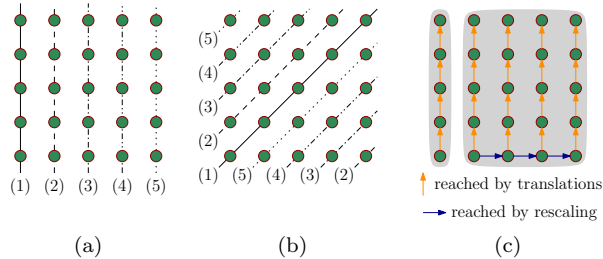 (5)
(4)
(3)
(2)
(1) (2) (3) (4) (5)
(1) (5) (4) (3) (2)
reached by translations
reached by rescaling
(a) (b) (c)